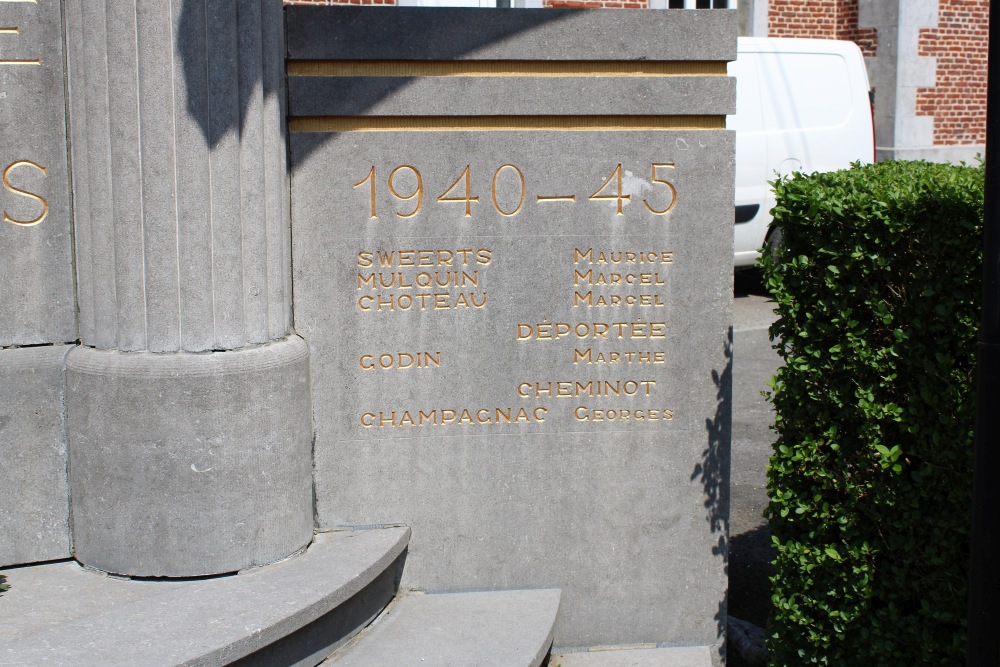 S
1940-45
SWEERTS Maurice
MULQUIN Marcel
CHOTEAU Marcel
DÉPORTÉE
GODIN Marthe
CHEMINOT
CHAMPAGNAC Georges